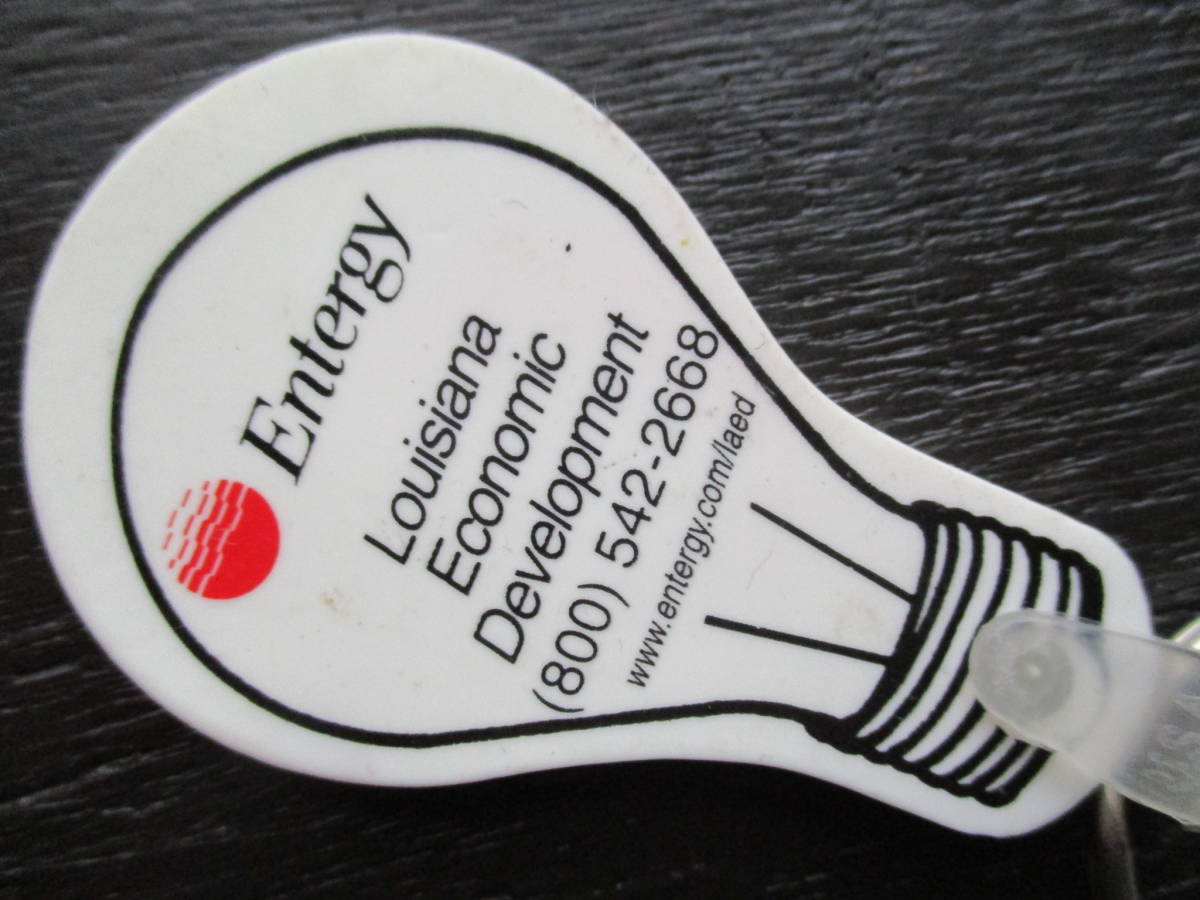 Entergy
Louisiana
Economic
Development
(800) 542-2668
www.entergy.com/laed